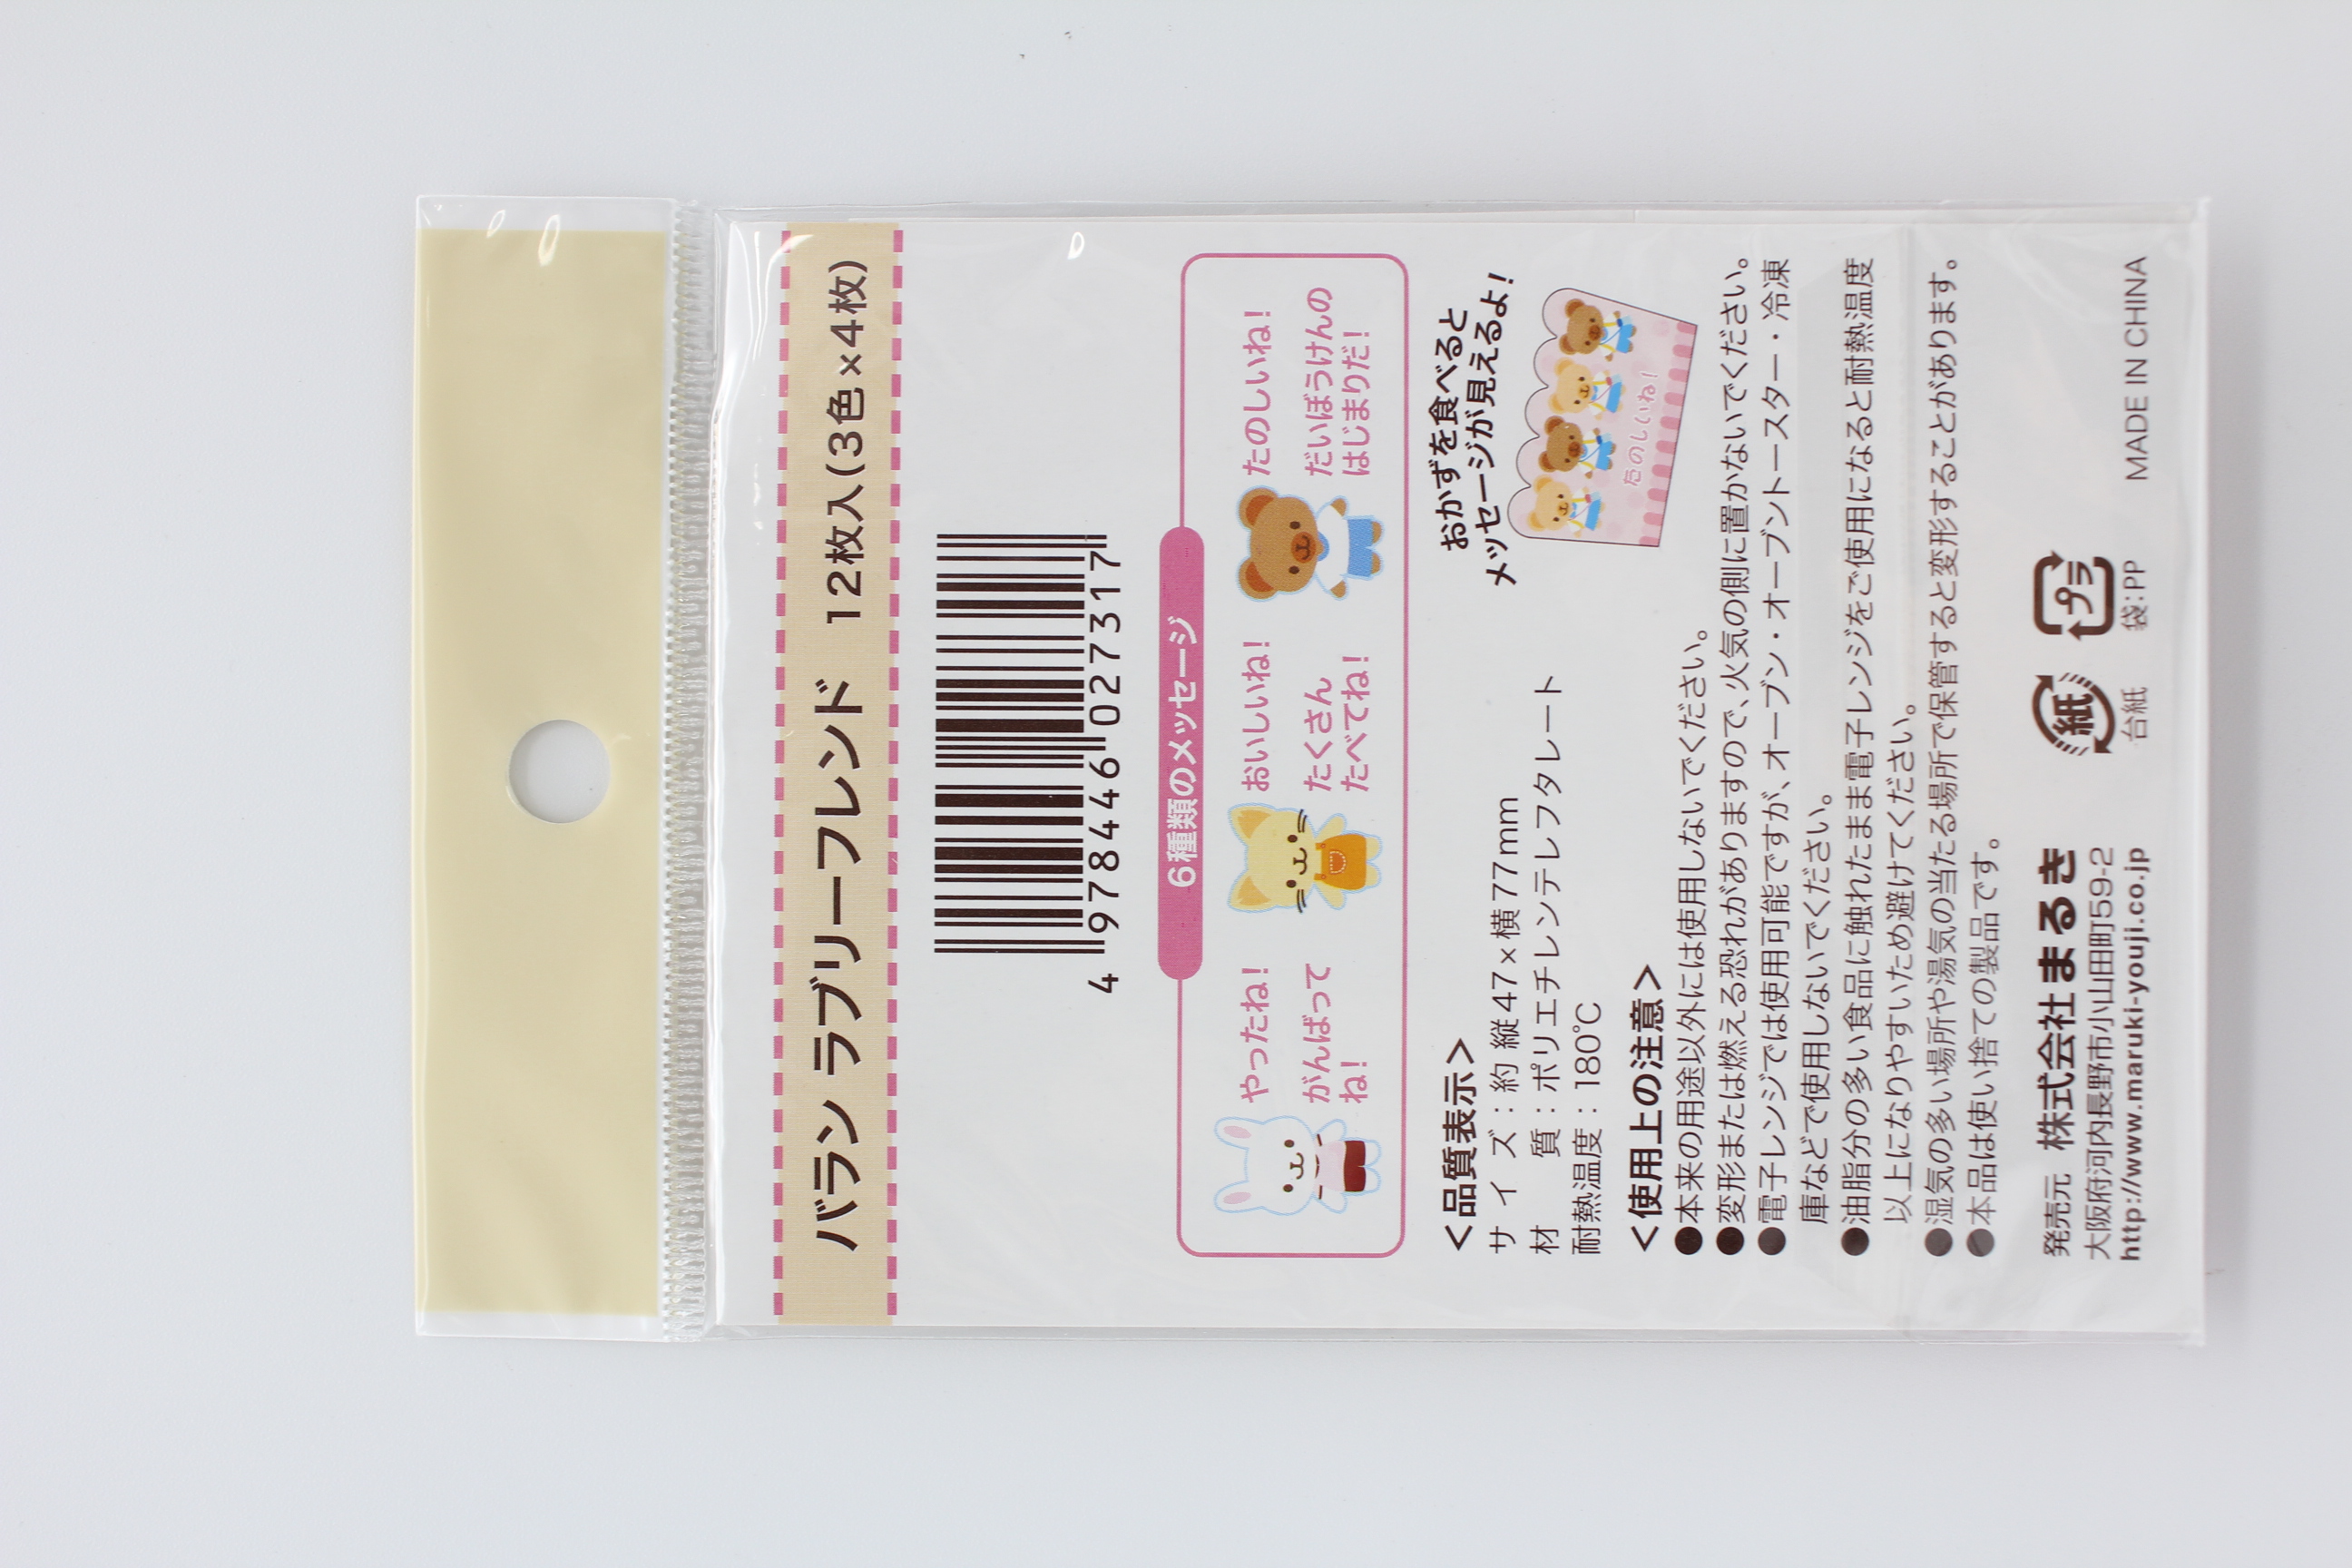 バラン ラブリーフレンド 12枚入(3色×4枚)
4 978446 027317
6種類のメッセージ
やったね!
がんばって
ね!
おいしいね!
たくさん
たべてね!
たのしいね!
だいぼうけんの
はじまりだ!
おかずを食べると
メッセージが見えるよ!
たのしいね!
<品質表示>
サイズ:約 縦47×横77mm
材質:ポリエチレンテレフタレート
耐熱温度:180℃
<使用上の注意>
●本来の用途以外には使用しないでください。
●変形または燃える恐れがありますので、火気の側に置かないでください。
●電子レンジでは使用可能ですが、オーブン・オーブントースター・冷凍
庫などで使用しないでください。
●油脂分の多い食品に触れたまま電子レンジをご使用になると耐熱温度
以上になりやすいため避けてください。
●湿気の多い場所や湯気の当たる場所で保管すると変形することがあります。
●本品は使い捨ての製品です。
発売元 株式会社まるき
大阪府河内長野市小山田町59-2
http://www.maruki-youji.co.jp
紙
台紙
プラ
袋:PP
MADE IN CHINA